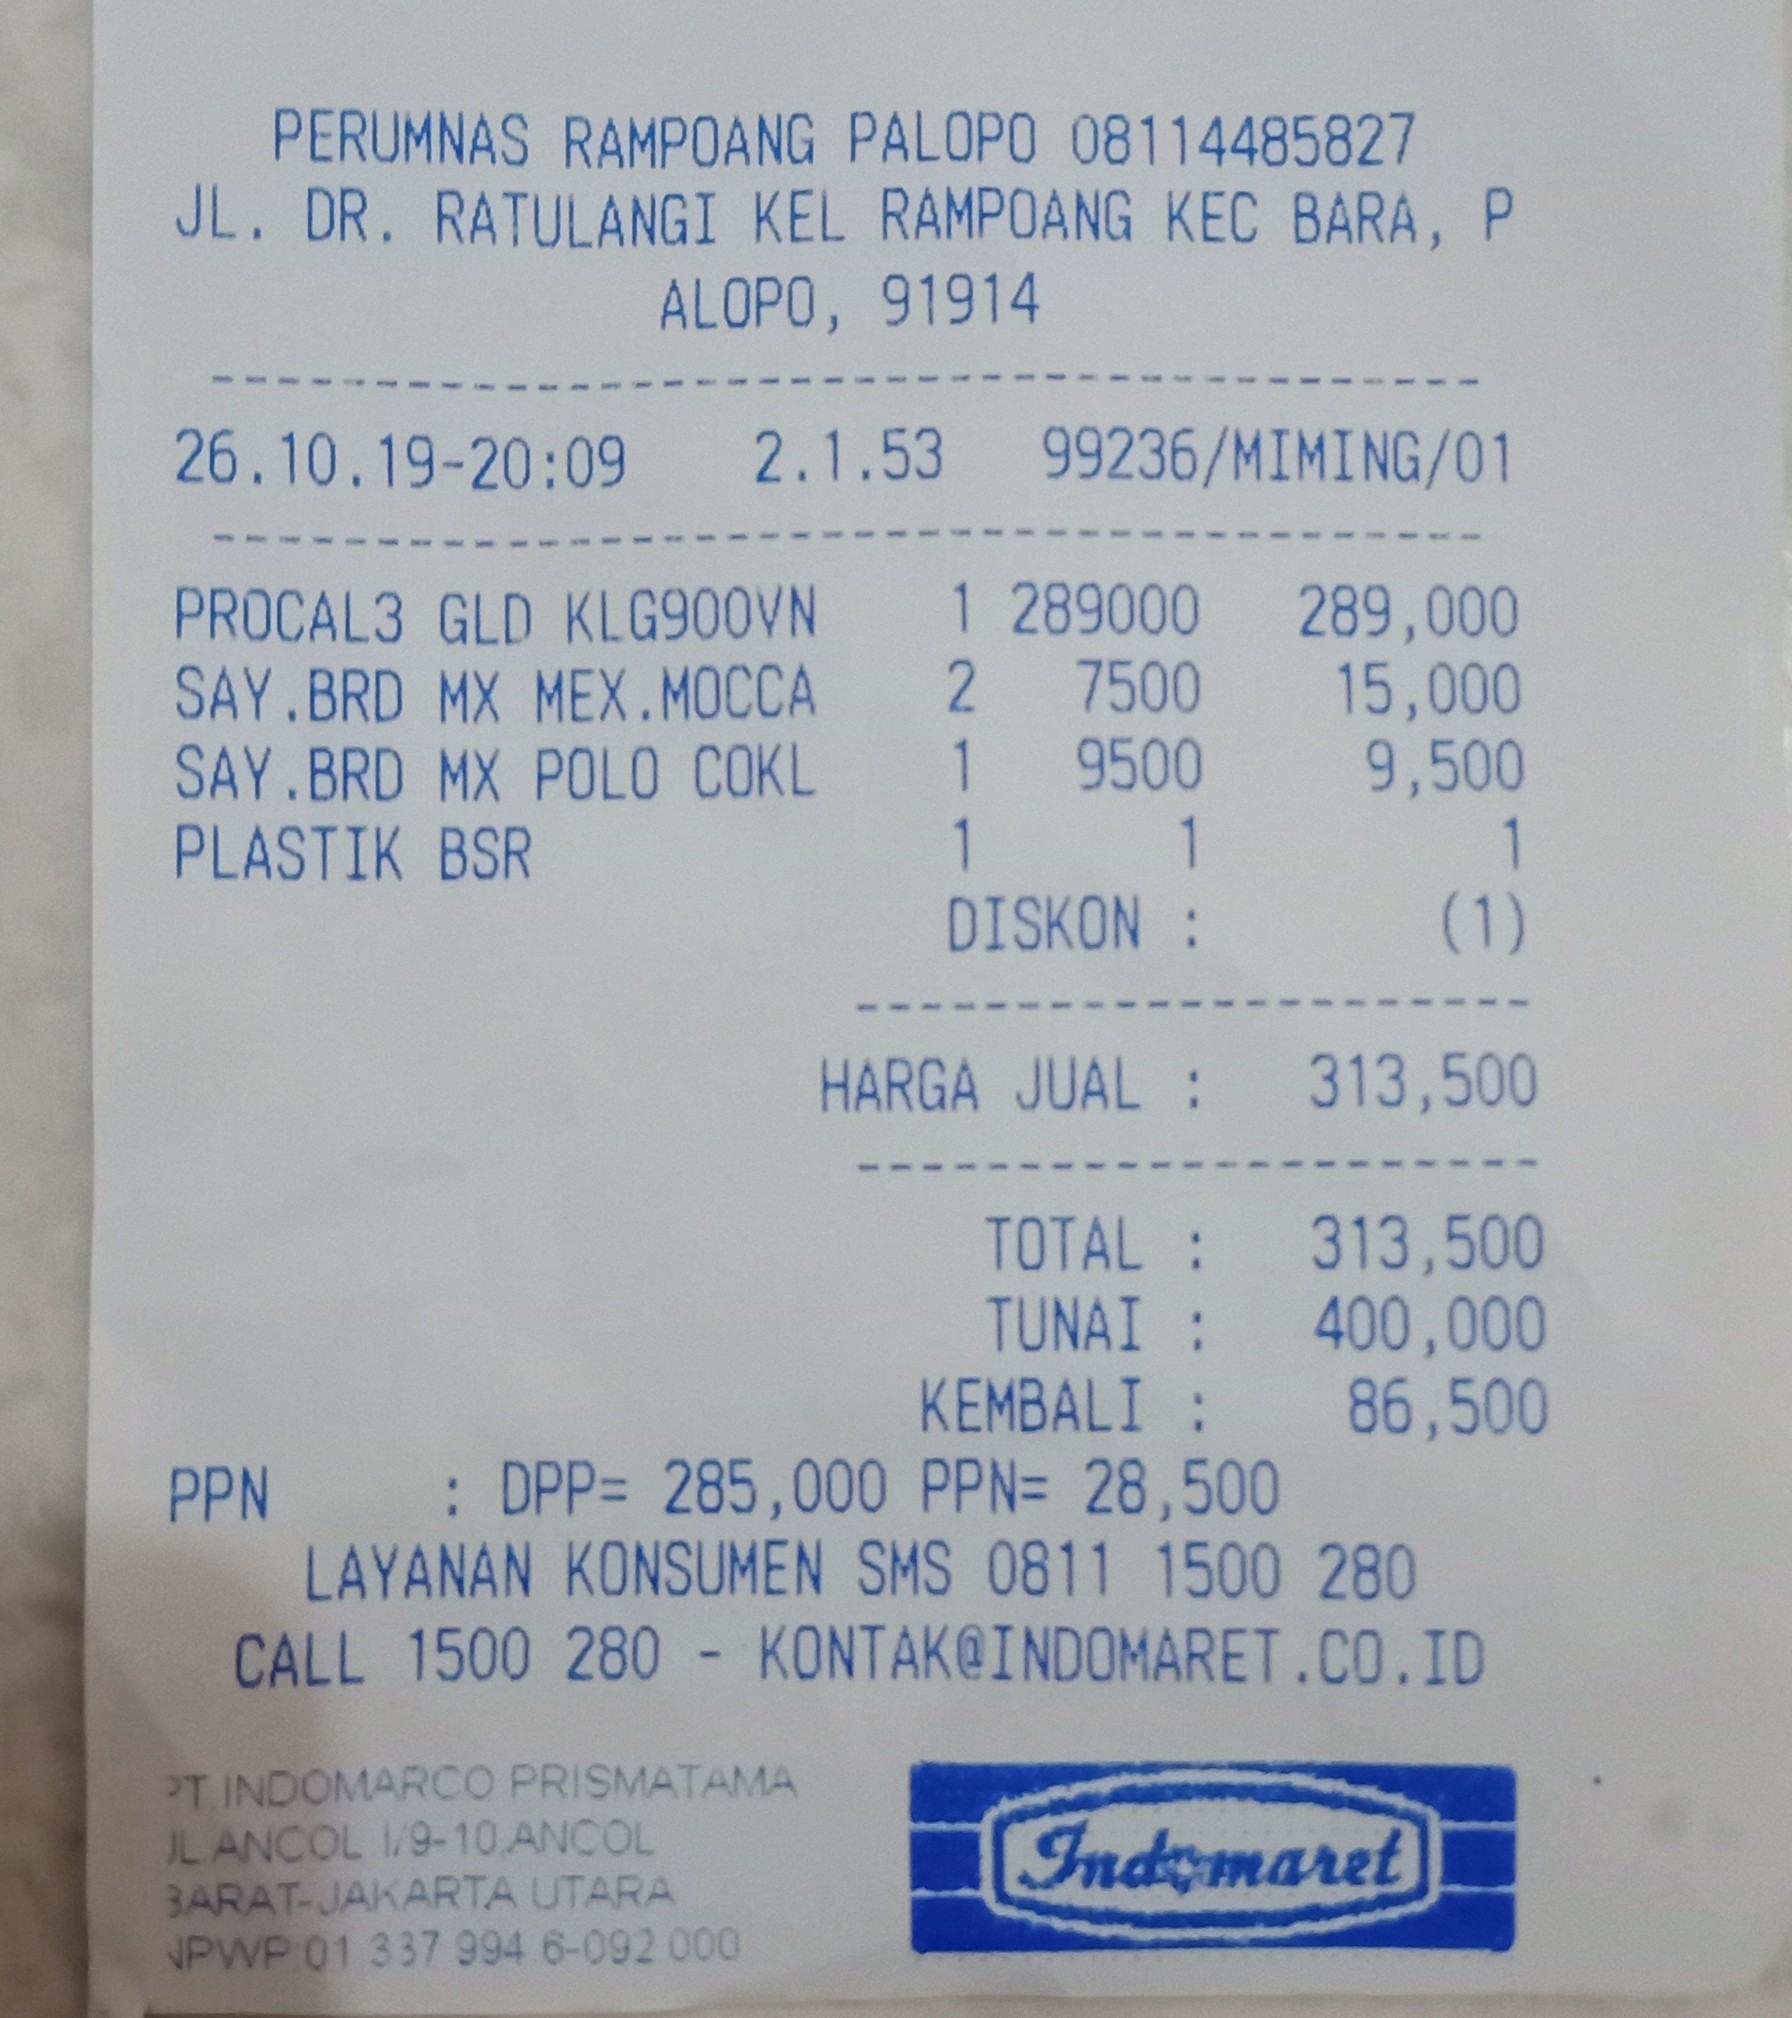 PERUMNAS RAMPOANG PALOPO 08114485827
JL. DR. RATULANGI KEL RAMPOANG KEC BARA, P
ALOPO, 91914
26.10.19-20:09 2.1.53 99236/MIMING/01
PROCAL3 GLD KLG900VN 1 289000 289,000
SAY.BRD MX MEX.MOCCA 2 7500 15,000
SAY.BRD MX POLO COKL 1 9500 9,500
PLASTIK BSR 1 1 1
DISKON : (1)
HARGA JUAL : 313,500
TOTAL : 313,500
TUNAI : 400,000
KEMBALI : 86,500
PPN : DPP= 285,000 PPN= 28,500
LAYANAN KONSUMEN SMS 0811 1500 280
CALL 1500 280 - KONTAK@INDOMARET.CO.ID
PT.INDOMARCO PRISMATAMA
JL.ANCOL I/9-10,ANCOL
BARAT-JAKARTA UTARA
NPWP:01 337 994 6-092 000
Indomaret